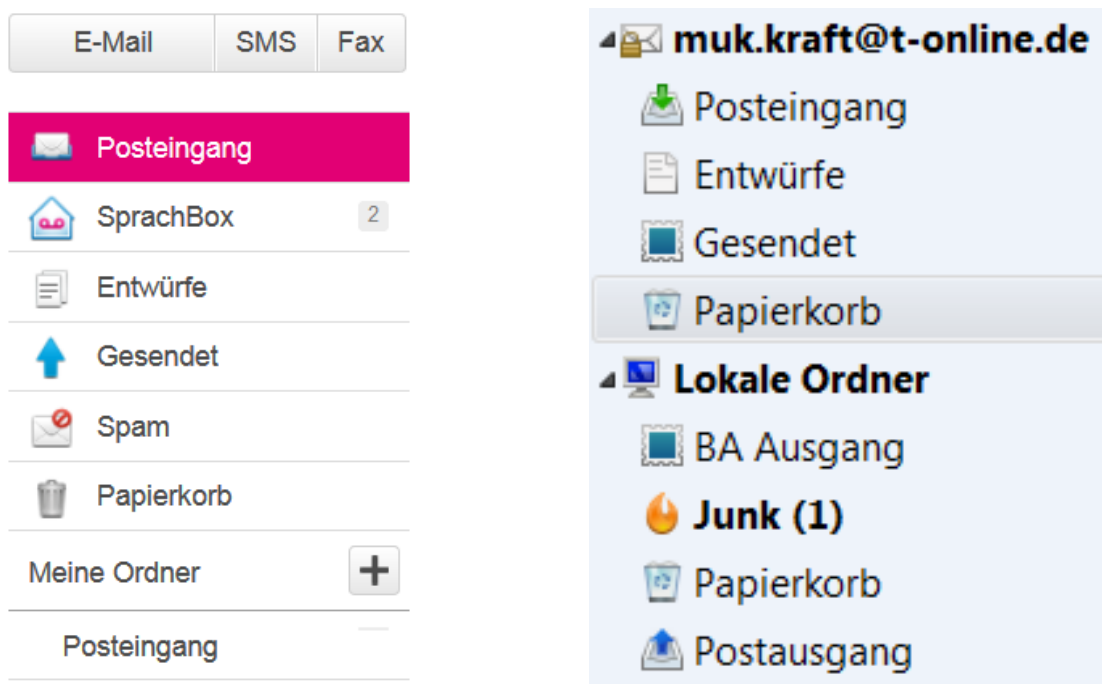 E-Mail SMS Fax
Posteingang
SprachBox 2
Entwürfe
Gesendet
Spam
Papierkorb
Meine Ordner
Posteingang
muk.kraft@t-online.de
Posteingang
Entwürfe
Gesendet
Papierkorb
Lokale Ordner
BA Ausgang
Junk (1)
Papierkorb
Postausgang